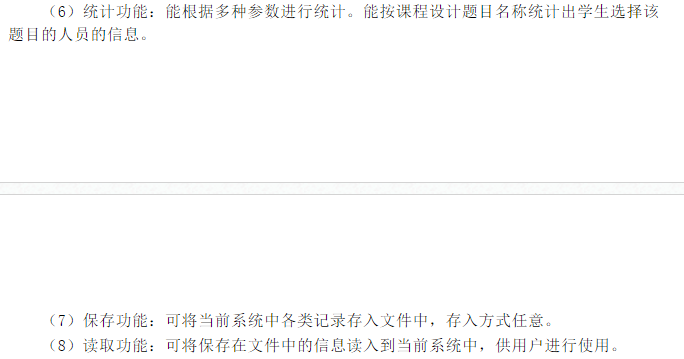 （6）统计功能：能根据多种参数进行统计。能按课程设计题目名称统计出学生选择该
题目的人员的信息。
（7）保存功能：可将当前系统中各类记录存入文件中，存入方式任意。
（8）读取功能：可将保存在文件中的信息读入到当前系统中，供用户进行使用。